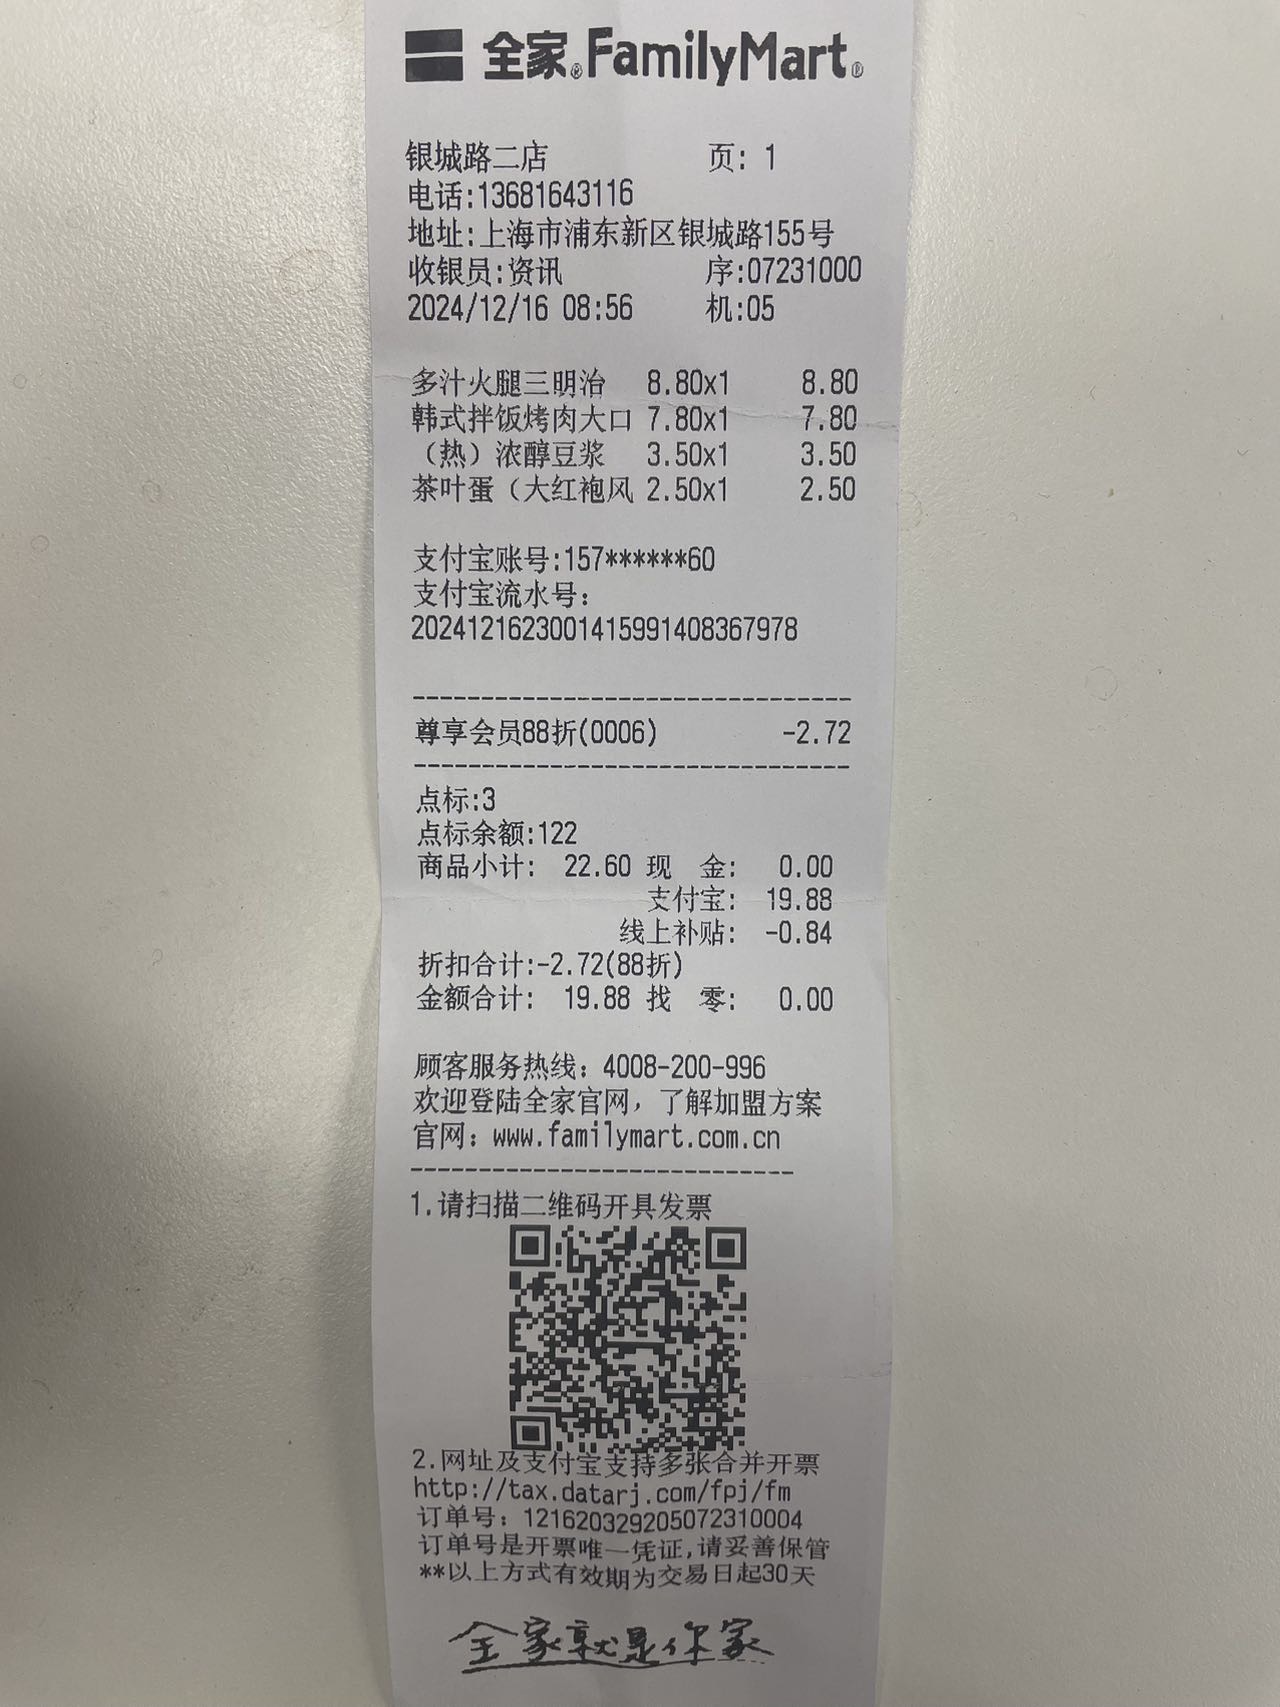 全家®FamilyMart®
银城路二店 页: 1
电话:13681643116
地址:上海市浦东新区银城路155号
收银员:资讯 序:07231000
2024/12/16 08:56 机:05
多汁火腿三明治 8.80x1 8.80
韩式拌饭烤肉大口 7.80x1 7.80
（热）浓醇豆浆 3.50x1 3.50
茶叶蛋（大红袍风 2.50x1 2.50
支付宝账号:157******60
支付宝流水号:
2024121623001415991408367978
--------------------------------
尊享会员88折(0006) -2.72
--------------------------------
点标:3
点标余额:122
商品小计: 22.60 现 金: 0.00
支付宝: 19.88
线上补贴: -0.84
折扣合计:-2.72(88折)
金额合计: 19.88 找 零: 0.00
顾客服务热线: 4008-200-996
欢迎登陆全家官网，了解加盟方案
官网: www.familymart.com.cn
----------------------------
1.请扫描二维码开具发票
2.网址及支付宝支持多张合并开票
http://tax.datarj.com/fpj/fm
订单号: 121620329205072310004
订单号是开票唯一凭证,请妥善保管
**以上方式有效期为交易日起30天
全家就是你家